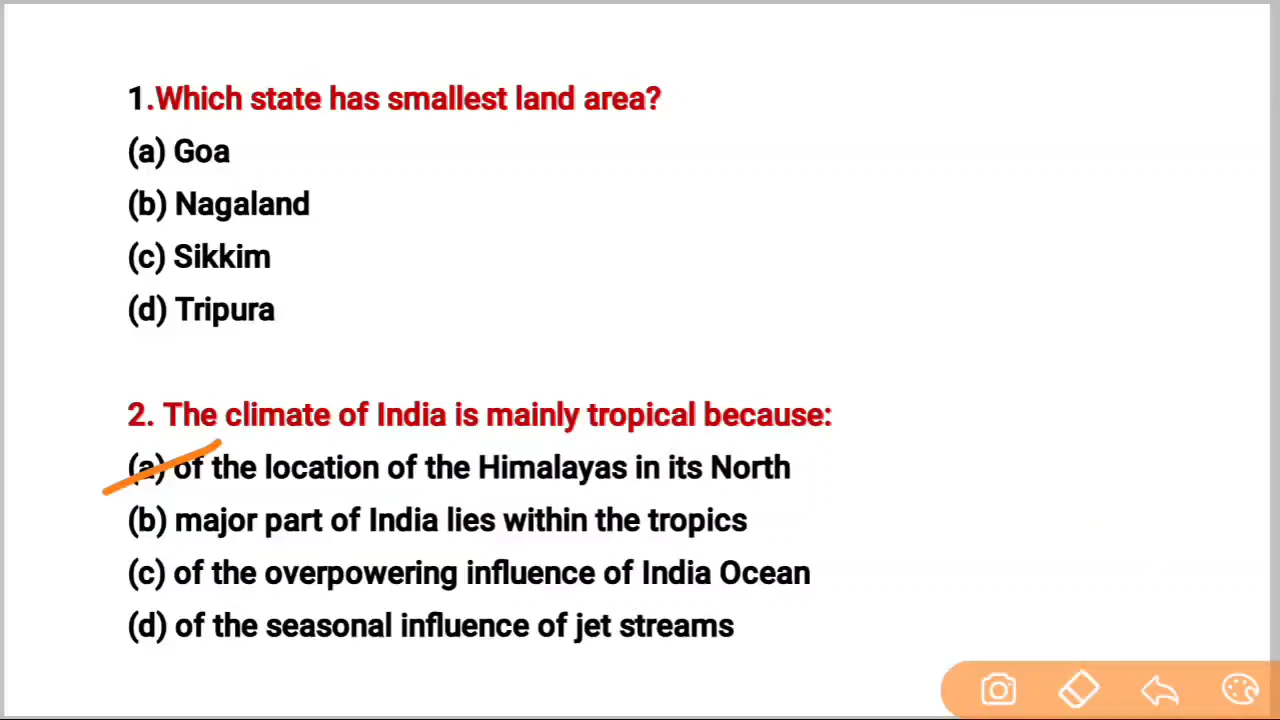 1.Which state has smallest land area?
(a) Goa
(b) Nagaland
(c) Sikkim
(d) Tripura
2. The climate of India is mainly tropical because:
(a) of the location of the Himalayas in its North
(b) major part of India lies within the tropics
(c) of the overpowering influence of India Ocean
(d) of the seasonal influence of jet streams